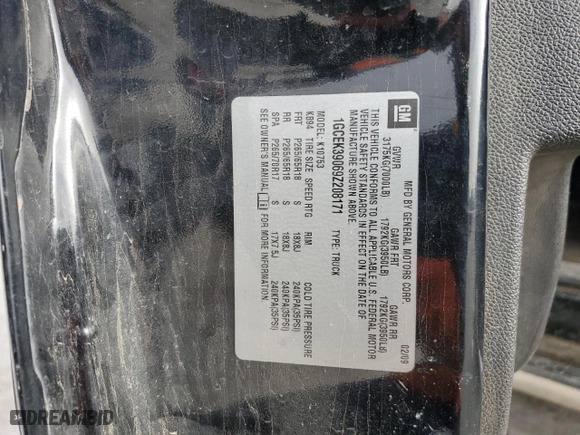 GM
MFD BY GENERAL MOTORS CORP. 02/09
GVWR GAWR FRT GAWR RR
3175KG(7000LB) 1792KG(3950LB) 1792KG(3950LB)
THIS VEHICLE CONFORMS TO ALL APPLICABLE U.S. FEDERAL MOTOR
VEHICLE SAFETY STANDARDS IN EFFECT ON THE DATE OF
MANUFACTURE SHOWN ABOVE.
1GCEK39069Z208171 TYPE: TRUCK
MODEL: K10753
KB94 TIRE SIZE SPEED RTG RIM COLD TIRE PRESSURE
FRT P265/65R18 S 18X8J 240KPA(35PSI)
RR P265/65R18 S 18X8J 240KPA(35PSI)
SPA P265/70R17 S 17X7.5J 240KPA(35PSI)
SEE OWNER'S MANUAL i FOR MORE INFORMATION.
DREAMBID